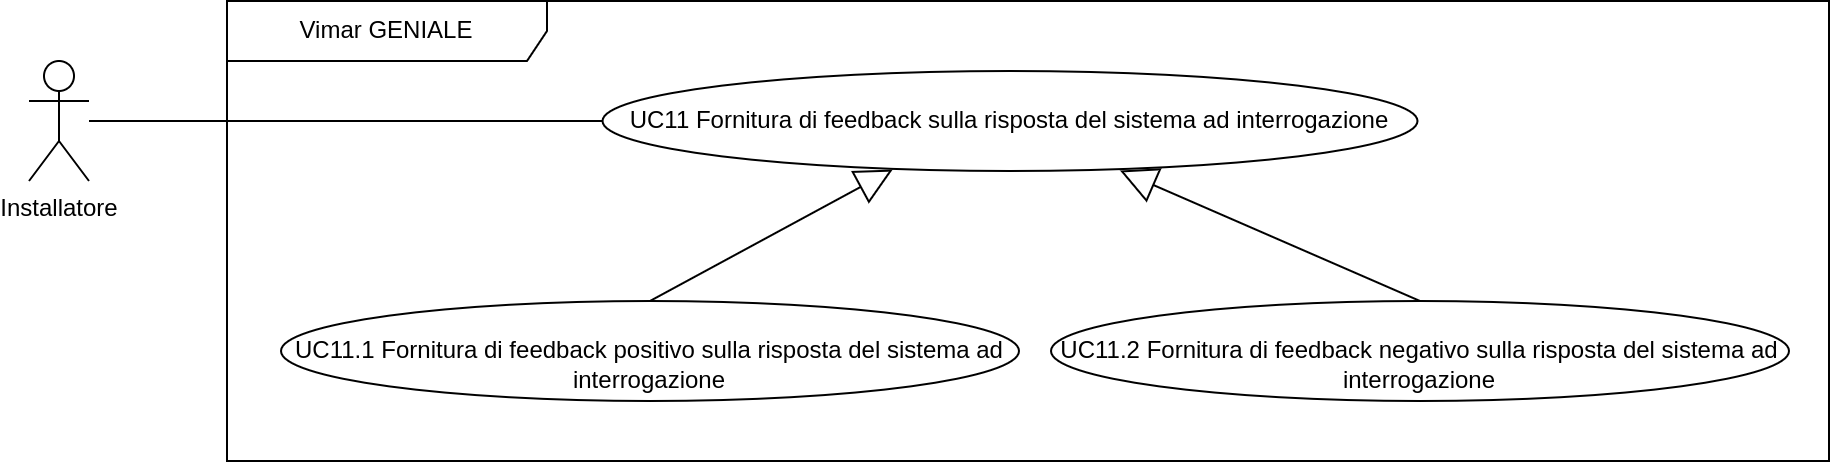 Vimar GENIALE
UC11 Fornitura di feedback sulla risposta del sistema ad interrogazione
Installatore
UC11.1 Fornitura di feedback positivo sulla risposta del sistema ad
interrogazione
UC11.2 Fornitura di feedback negativo sulla risposta del sistema ad
interrogazione